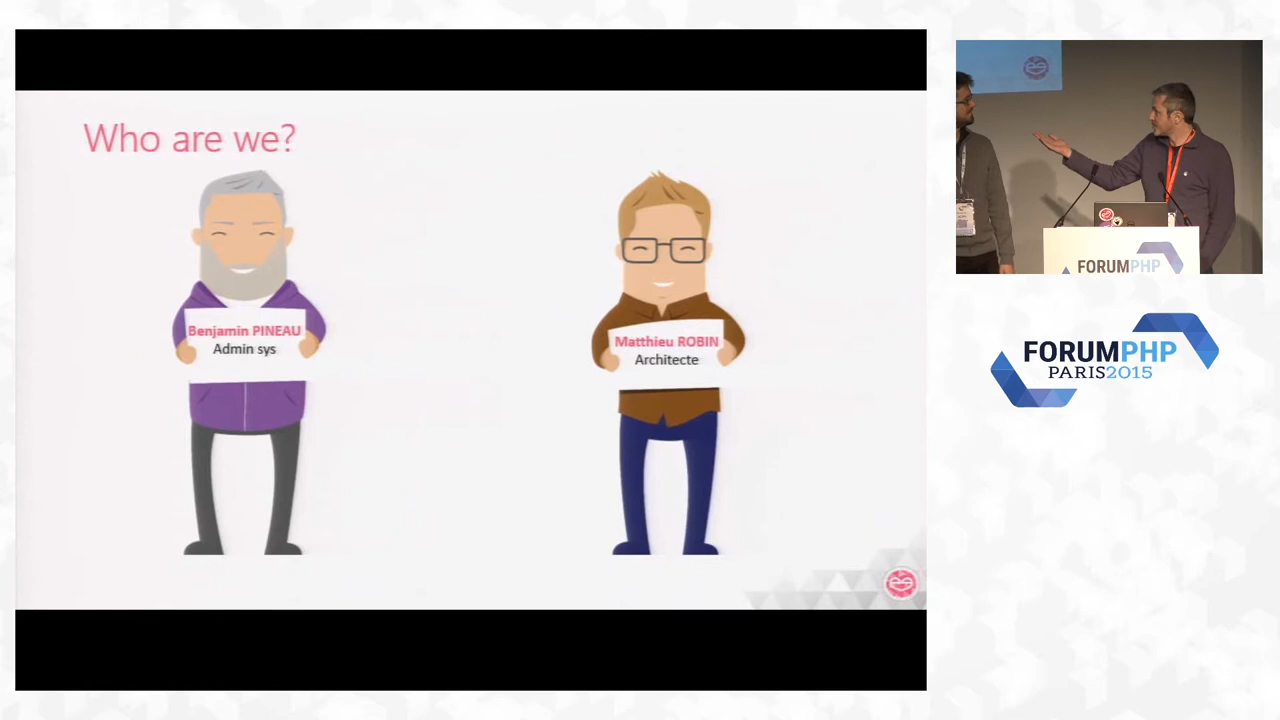 Who are we?
Benjamin PINEAU
Admin sys
Matthieu ROBIN
Architecte
FORUMPHP
FORUMPHP
PARIS2015